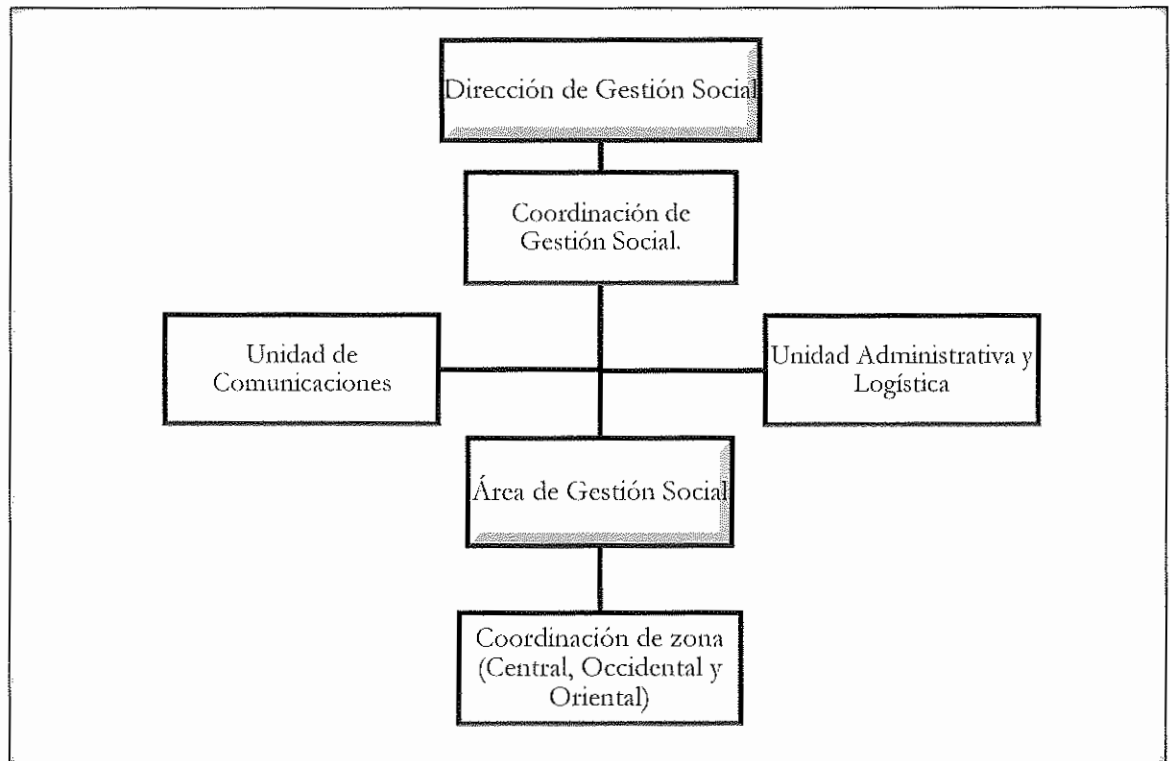 Dirección de Gestión Social
Coordinación de
Gestión Social.
Unidad de
Comunicaciones
Unidad Administrativa y
Logística
Área de Gestión Social
Coordinación de zona
(Central, Occidental y
Oriental)